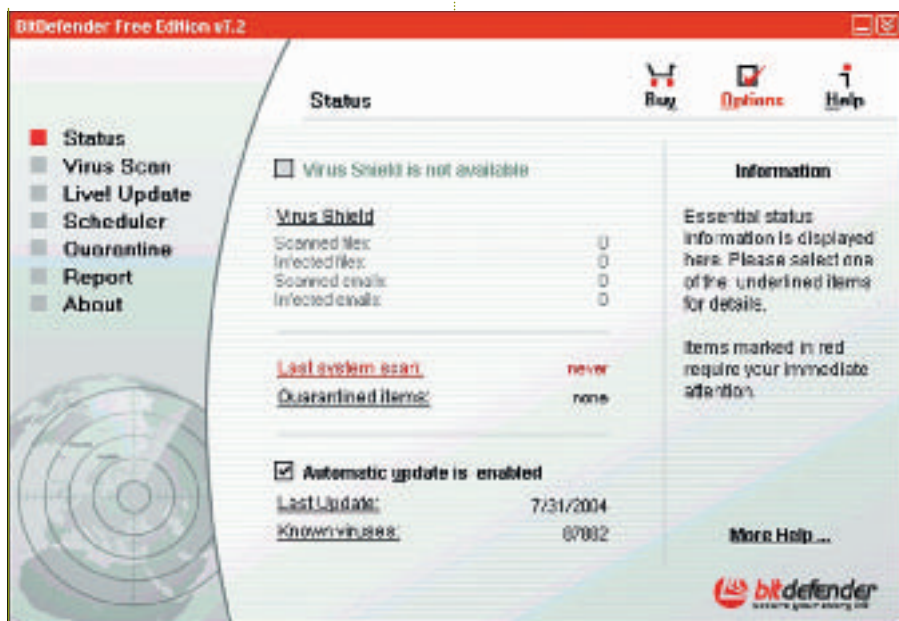 BitDefender Free Edition v7.2
Status
Buy
Options
Help
Status
Virus Scan
Live! Update
Scheduler
Quarantine
Report
About
Virus Shield is not available
Virus Shield
Scanned files: 0
Infected files: 0
Scanned emails: 0
Infected emails: 0
Last system scan: never
Quarantined items: none
Automatic update is enabled
Last Update: 7/31/2004
Known viruses:
Information
Essential status
information is displayed
here. Please select one
of the underlined items
for details.
Items marked in red
require your immediate
attention.
More Help ...
bitdefender
secure your every bit